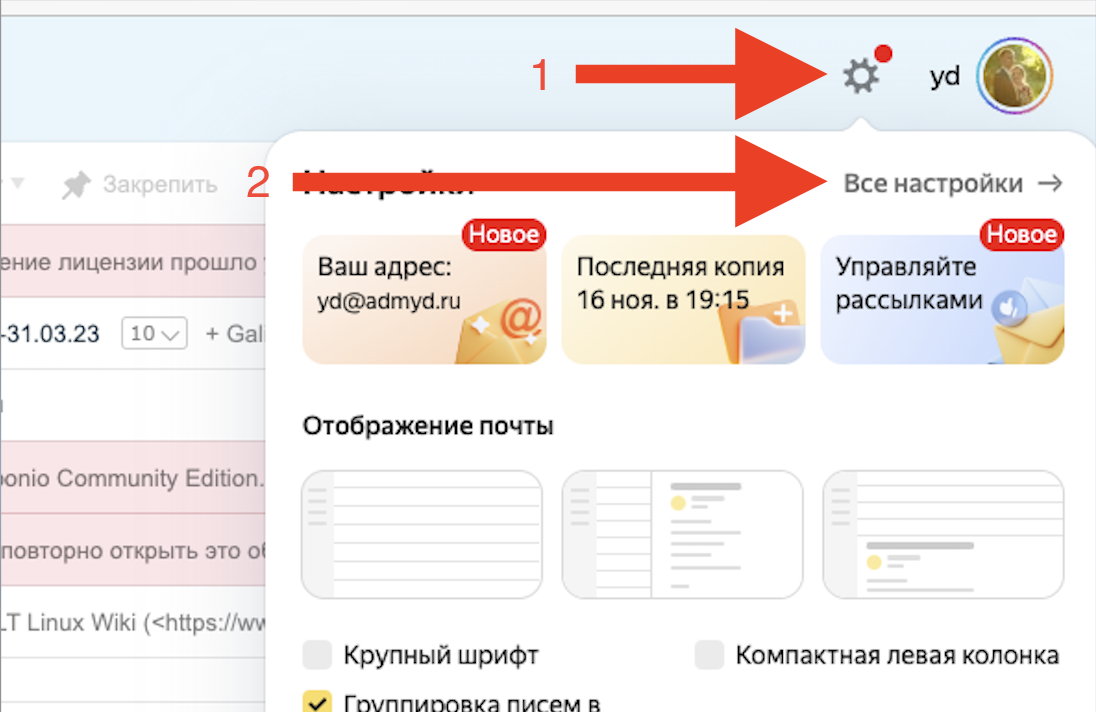 1
yd
2
Закрепить
Настройки
Все настройки →
Новое
Новое
Ваш адрес:
yd@admyd.ru
Последняя копия
16 ноя. в 19:15
Управляйте
рассылками
ение лицензии прошло
-31.03.23
10
+ Gal
Отображение почты
onio Community Edition.
повторно открыть это об
LT Linux Wiki (<https://ww
Крупный шрифт
Компактная левая колонка
Группировка писем в